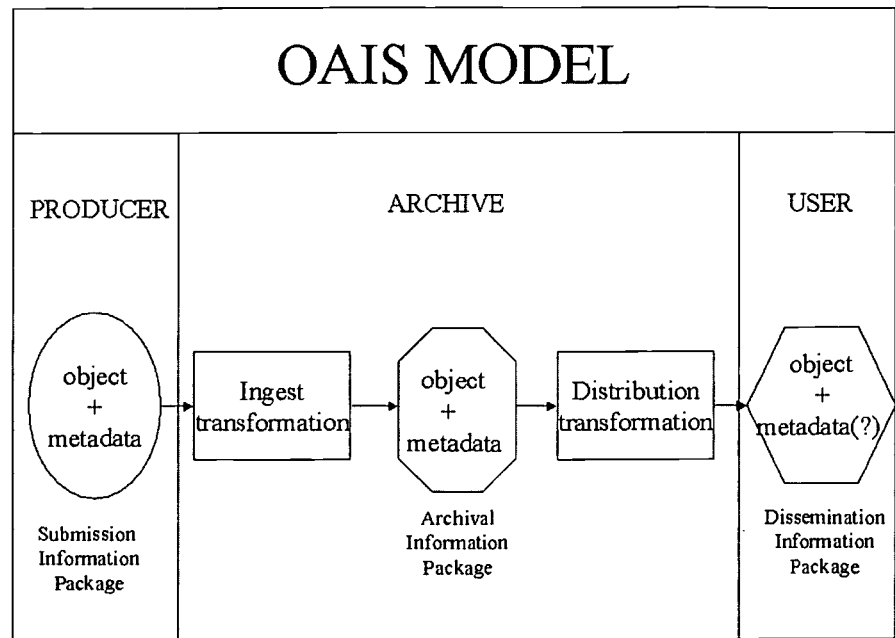 OAIS MODEL
PRODUCER
ARCHIVE
USER
object
+
metadata
Ingest
transformation
object
+
metadata
Distribution
transformation
object
+
metadata(?)
Submission
Information
Package
Archival
Information
Package
Dissemination
Information
Package